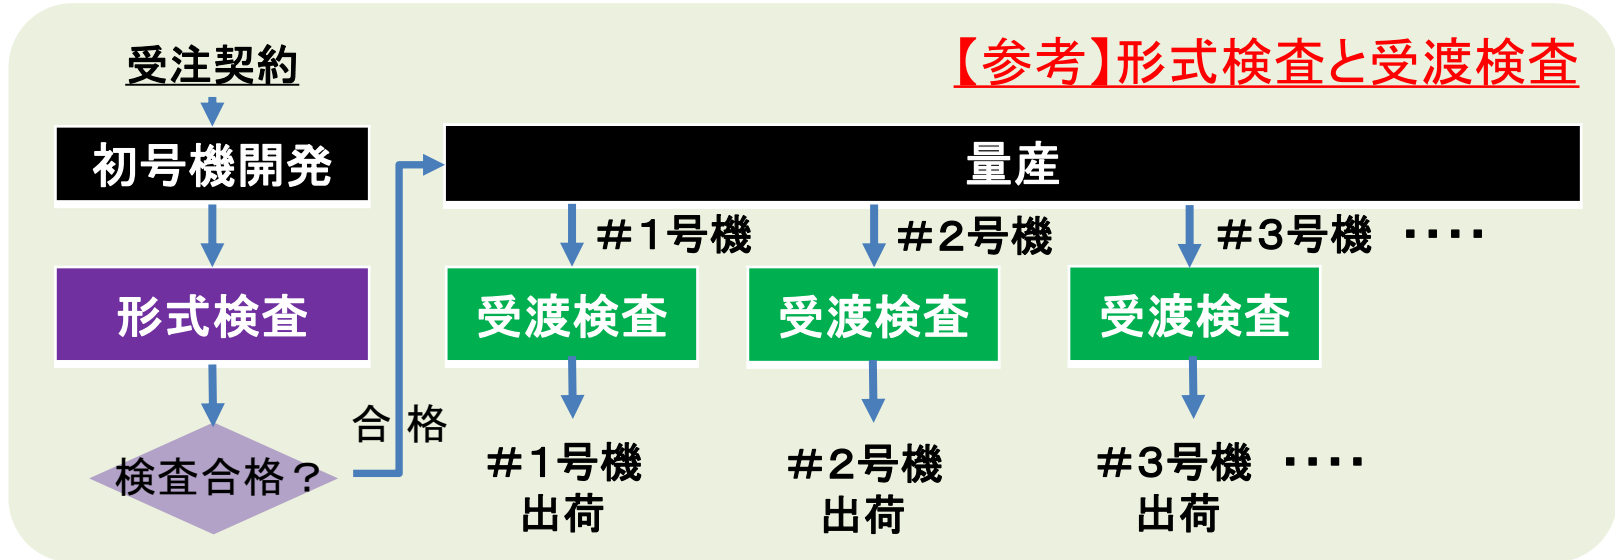 【参考】形式検査と受渡検査
受注契約
初号機開発
形式検査
検査合格？
合格
量産
＃１号機
＃２号機
＃３号機 ････
受渡検査
受渡検査
受渡検査
＃１号機
出荷
＃２号機
出荷
＃３号機 ････
出荷